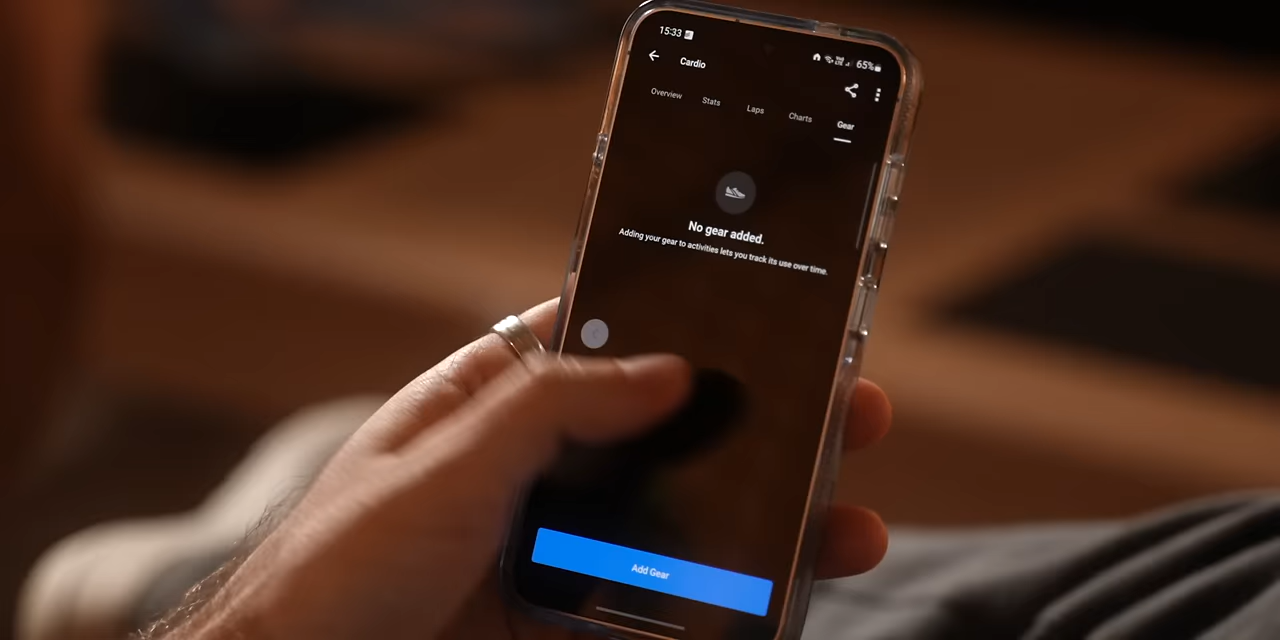 15:33
65%
Cardio
Overview Stats Laps Charts Gear
No gear added.
Adding your gear to activities lets you track its use over time.
Add Gear